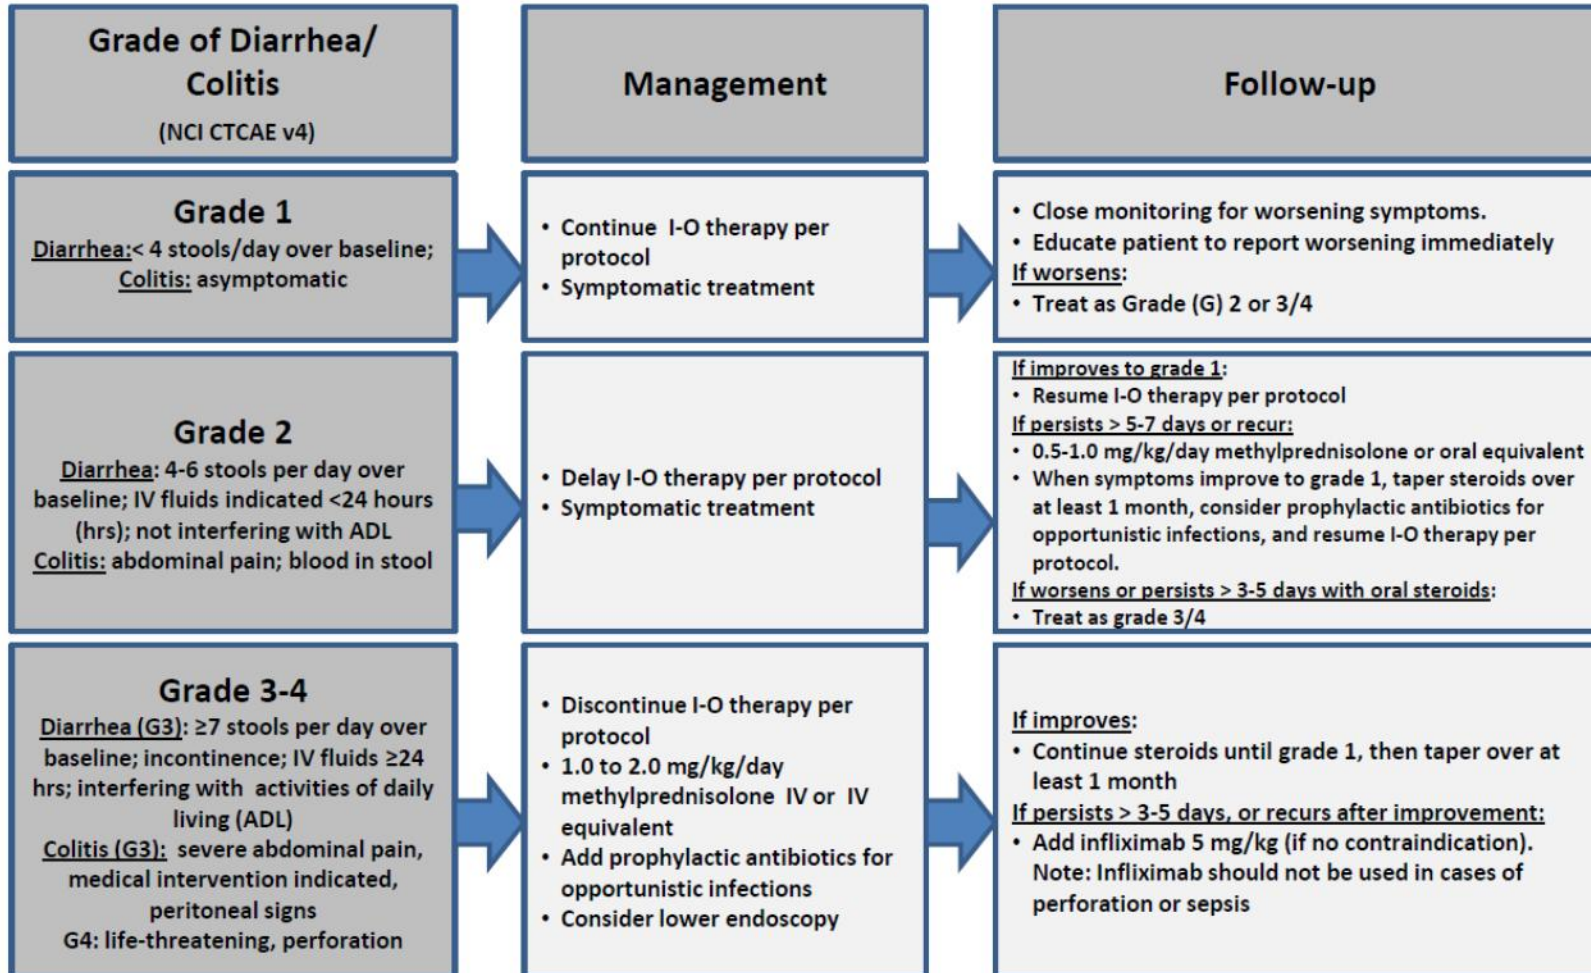 Grade of Diarrhea/
Colitis
(NCI CTCAE v4)
Management
Follow-up
Grade 1
Diarrhea:< 4 stools/day over baseline;
Colitis: asymptomatic
• Continue I-O therapy per
protocol
• Symptomatic treatment
• Close monitoring for worsening symptoms.
• Educate patient to report worsening immediately
If worsens:
• Treat as Grade (G) 2 or 3/4
Grade 2
Diarrhea: 4-6 stools per day over
baseline; IV fluids indicated <24 hours
(hrs); not interfering with ADL
Colitis: abdominal pain; blood in stool
• Delay I-O therapy per protocol
• Symptomatic treatment
If improves to grade 1:
• Resume I-O therapy per protocol
If persists > 5-7 days or recur:
• 0.5-1.0 mg/kg/day methylprednisolone or oral equivalent
• When symptoms improve to grade 1, taper steroids over
at least 1 month, consider prophylactic antibiotics for
opportunistic infections, and resume I-O therapy per
protocol.
If worsens or persists > 3-5 days with oral steroids:
• Treat as grade 3/4
Grade 3-4
Diarrhea (G3): ≥7 stools per day over
baseline; incontinence; IV fluids ≥24
hrs; interfering with activities of daily
living (ADL)
Colitis (G3): severe abdominal pain,
medical intervention indicated,
peritoneal signs
G4: life-threatening, perforation
• Discontinue I-O therapy per
protocol
• 1.0 to 2.0 mg/kg/day
methylprednisolone IV or IV
equivalent
• Add prophylactic antibiotics for
opportunistic infections
• Consider lower endoscopy
If improves:
• Continue steroids until grade 1, then taper over at
least 1 month
If persists > 3-5 days, or recurs after improvement:
• Add infliximab 5 mg/kg (if no contraindication).
Note: Infliximab should not be used in cases of
perforation or sepsis